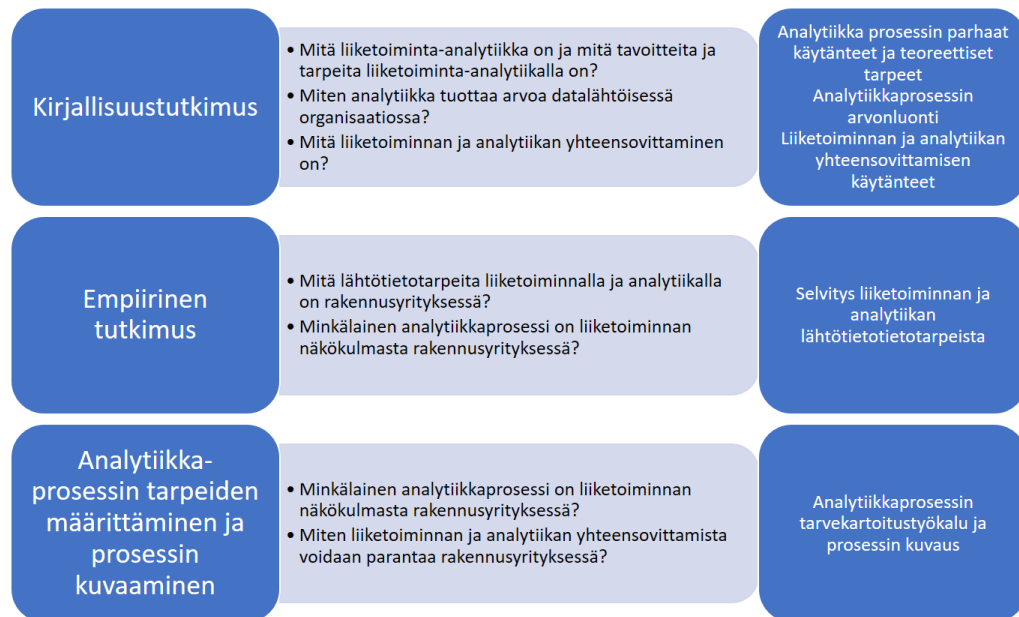 Kirjallisuustutkimus
• Mitä liiketoiminta-analytiikka on ja mitä tavoitteita ja
tarpeita liiketoiminta-analytiikalla on?
• Miten analytiikka tuottaa arvoa datalähtöisessä
organisaatiossa?
• Mitä liiketoiminnan ja analytiikan yhteensovittaminen
on?
Analytiikka prosessin parhaat
käytänteet ja teoreettiset
tarpeet
Analytiikkaprosessin
arvonluonti
Liiketoiminnan ja analytiikan
yhteensovittamisen
käytänteet
Empiirinen
tutkimus
• Mitä lähtötietotarpeita liiketoiminnalla ja analytiikalla
on rakennusyrityksessä?
• Minkälainen analytiikkaprosessi on liiketoiminnan
näkökulmasta rakennusyrityksessä?
Selvitys liiketoiminnan ja
analytiikan
lähtötietotietotarpeista
Analytiikka-
prosessin tarpeiden
määrittäminen ja
prosessin
kuvaaminen
• Minkälainen analytiikkaprosessi on liiketoiminnan
näkökulmasta rakennusyrityksessä?
• Miten liiketoiminnan ja analytiikan yhteensovittamista
voidaan parantaa rakennusyrityksessä?
Analytiikkaprosessin
tarvekartoitustyökalu ja
prosessin kuvaus